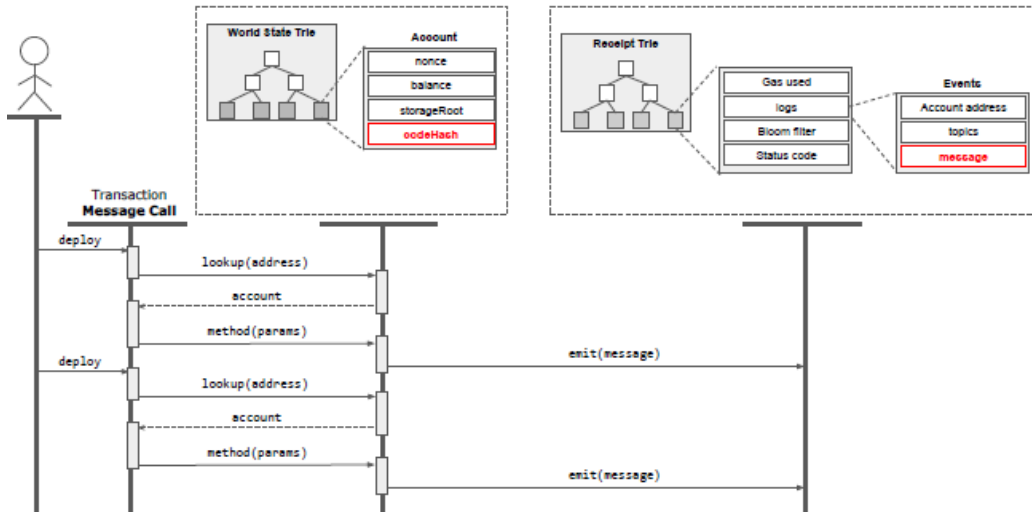 World State Trie
Account
nonce
balance
storageRoot
codeHash
Receipt Trie
Gas used
logs
Bloom filter
Status code
Events
Account address
topics
message
Transaction
Message Call
deploy
lookup(address)
account
method(params)
emit(message)
deploy
lookup(address)
account
method(params)
emit(message)